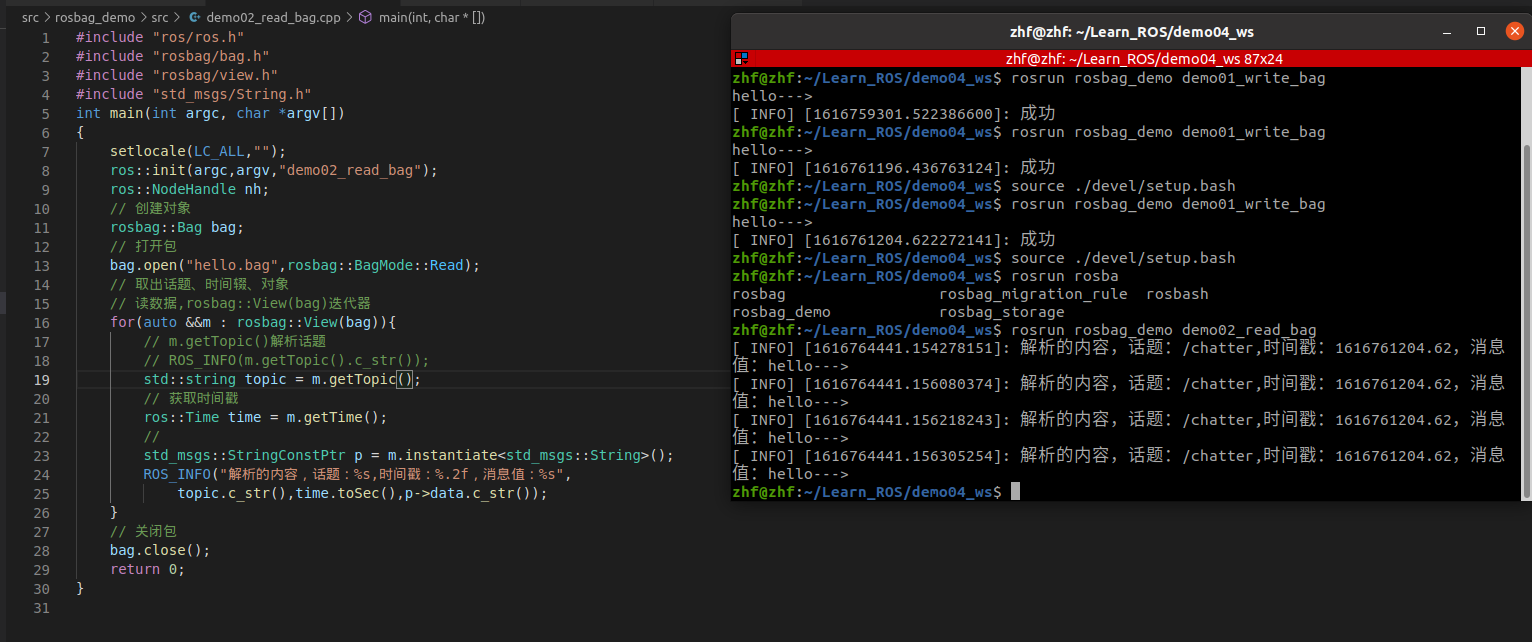 src > rosbag_demo > src > demo02_read_bag.cpp > main(int, char * [])
1 #include "ros/ros.h"
2 #include "rosbag/bag.h"
3 #include "rosbag/view.h"
4 #include "std_msgs/String.h"
5 int main(int argc, char *argv[])
6 {
7 setlocale(LC_ALL,"");
8 ros::init(argc,argv,"demo02_read_bag");
9 ros::NodeHandle nh;
10 // 创建对象
11 rosbag::Bag bag;
12 // 打开包
13 bag.open("hello.bag",rosbag::BagMode::Read);
14 // 取出话题、时间辍、对象
15 // 读数据,rosbag::View(bag)迭代器
16 for(auto &&m : rosbag::View(bag)){
17 // m.getTopic()解析话题
18 // ROS_INFO(m.getTopic().c_str());
19 std::string topic = m.getTopic();
20 // 获取时间戳
21 ros::Time time = m.getTime();
22 //
23 std_msgs::StringConstPtr p = m.instantiate<std_msgs::String>();
24 ROS_INFO("解析的内容，话题：%s,时间戳：%.2f，消息值：%s",
25 topic.c_str(),time.toSec(),p->data.c_str());
26 }
27 // 关闭包
28 bag.close();
29 return 0;
30 }
31
zhf@zhf: ~/Learn_ROS/demo04_ws
zhf@zhf: ~/Learn_ROS/demo04_ws 87x24
zhf@zhf:~/Learn_ROS/demo04_ws$ rosrun rosbag_demo demo01_write_bag
hello--->
[ INFO] [1616759301.522386600]: 成功
zhf@zhf:~/Learn_ROS/demo04_ws$ rosrun rosbag_demo demo01_write_bag
hello--->
[ INFO] [1616761196.436763124]: 成功
zhf@zhf:~/Learn_ROS/demo04_ws$ source ./devel/setup.bash
zhf@zhf:~/Learn_ROS/demo04_ws$ rosrun rosbag_demo demo01_write_bag
hello--->
[ INFO] [1616761204.622272141]: 成功
zhf@zhf:~/Learn_ROS/demo04_ws$ source ./devel/setup.bash
zhf@zhf:~/Learn_ROS/demo04_ws$ rosrun rosba
rosbag rosbag_migration_rule rosbash
rosbag_demo rosbag_storage
zhf@zhf:~/Learn_ROS/demo04_ws$ rosrun rosbag_demo demo02_read_bag
[ INFO] [1616764441.154278151]: 解析的内容，话题：/chatter,时间戳：1616761204.62，消息
值：hello--->
[ INFO] [1616764441.156080374]: 解析的内容，话题：/chatter,时间戳：1616761204.62，消息
值：hello--->
[ INFO] [1616764441.156218243]: 解析的内容，话题：/chatter,时间戳：1616761204.62，消息
值：hello--->
[ INFO] [1616764441.156305254]: 解析的内容，话题：/chatter,时间戳：1616761204.62，消息
值：hello--->
zhf@zhf:~/Learn_ROS/demo04_ws$